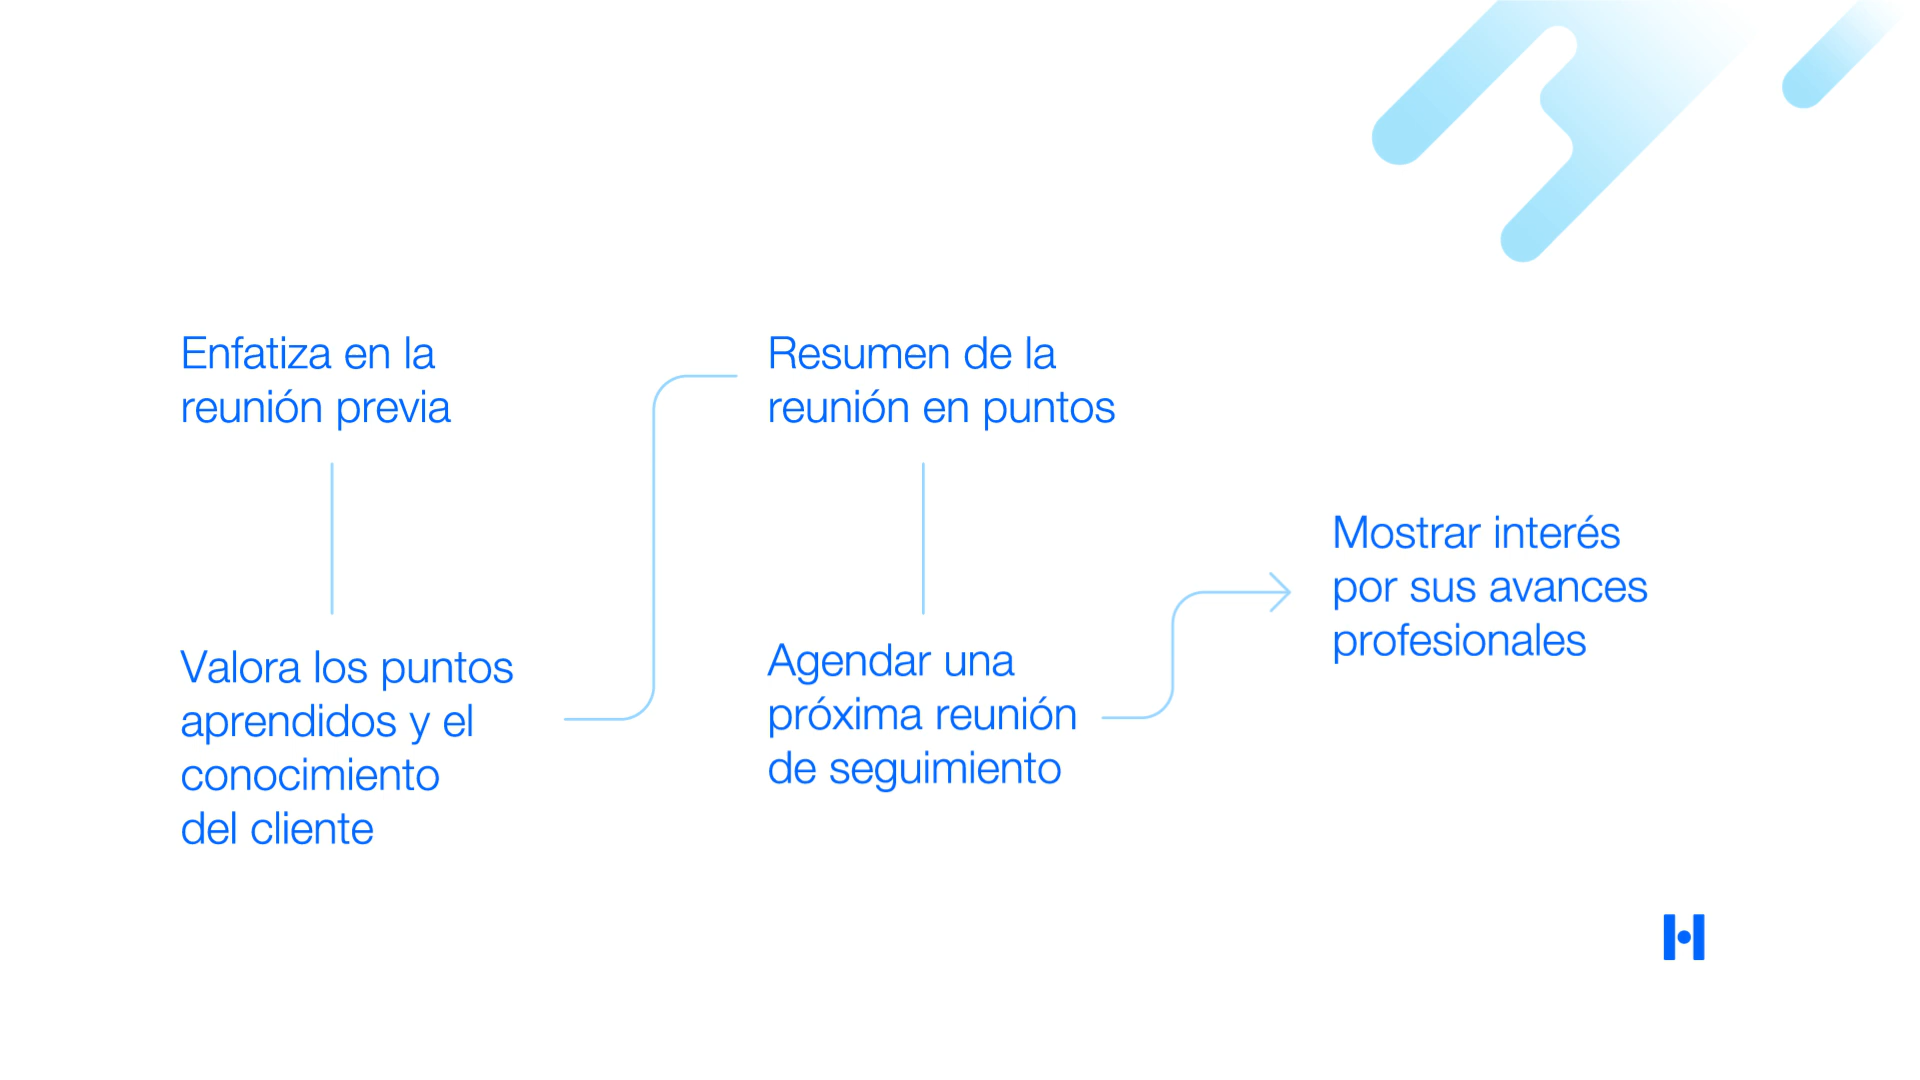 Enfatiza en la
reunión previa
Valora los puntos
aprendidos y el
conocimiento
del cliente
Resumen de la
reunión en puntos
Agendar una
próxima reunión
de seguimiento
Mostrar interés
por sus avances
profesionales